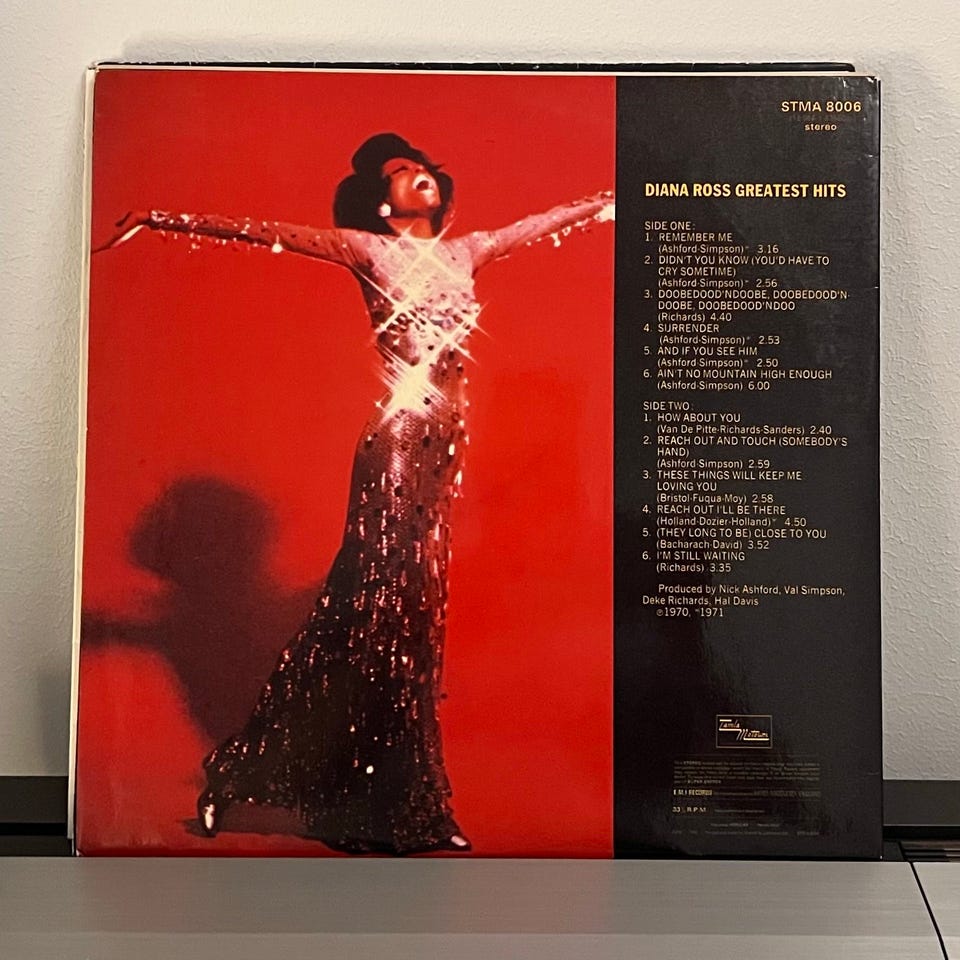 STMA 8006
stereo
DIANA ROSS GREATEST HITS
SIDE ONE:
1. REMEMBER ME
(Ashford-Simpson)* 3.16
2. DIDN'T YOU KNOW (YOU'D HAVE TO
CRY SOMETIME)
(Ashford-Simpson)* 2.56
3. DOOBEDOOD'NDOOBE, DOOBEDOOD'N-
DOOBE, DOOBEDOOD'NDOO
(Richards) 4.40
4. SURRENDER
(Ashford-Simpson)* 2.53
5. AND IF YOU SEE HIM
(Ashford-Simpson)* 2.50
6. AIN'T NO MOUNTAIN HIGH ENOUGH
(Ashford-Simpson) 6.00
SIDE TWO:
1. HOW ABOUT YOU
(Van De Pitte-Richards-Sanders) 2.40
2. REACH OUT AND TOUCH (SOMEBODY'S
HAND)
(Ashford-Simpson) 2.59
3. THESE THINGS WILL KEEP ME
LOVING YOU
(Bristol-Fuqua-Moy) 2.58
4. REACH OUT I'LL BE THERE
(Holland-Dozier-Holland)* 4.50
5. (THEY LONG TO BE) CLOSE TO YOU
(Bacharach-David) 3.52
6. I'M STILL WAITING
(Richards) 3.35
Produced by Nick Ashford, Val Simpson,
Deke Richards, Hal Davis
℗1970, *1971
Tamla
Motown
E.M.I RECORDS
33⅓ R.P.M